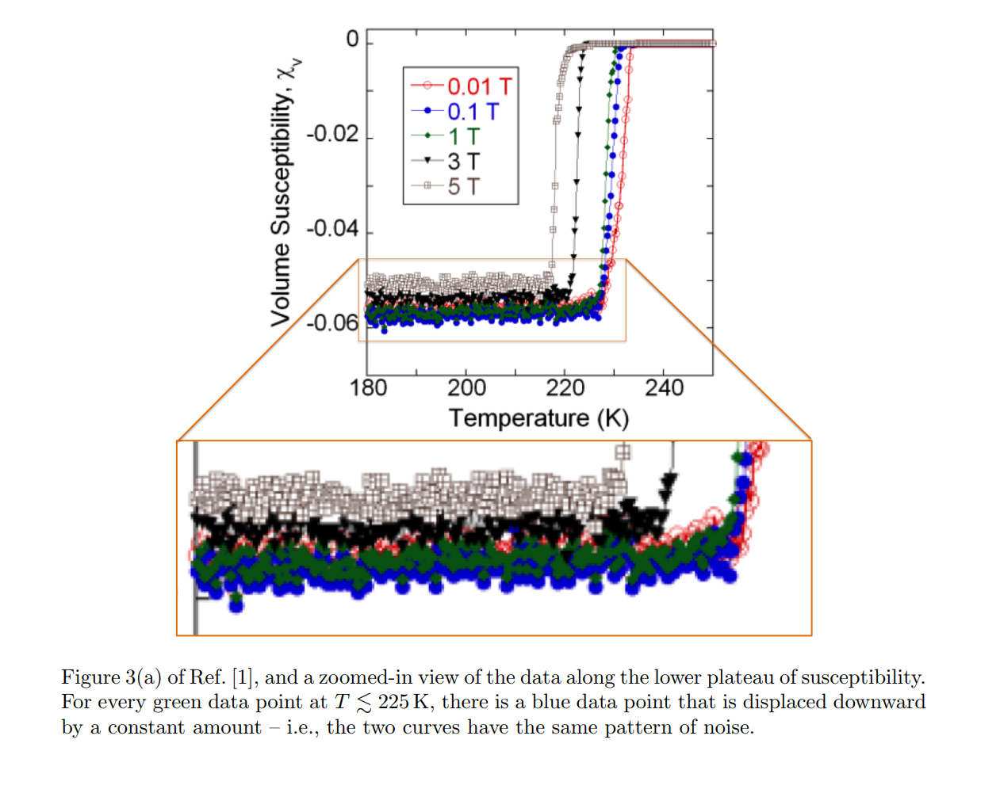 0
-0.02
-0.04
-0.06
Volume Susceptibility, χᵥ
0.01 T
0.1 T
1 T
3 T
5 T
180 200 220 240
Temperature (K)
Figure 3(a) of Ref. [1], and a zoomed-in view of the data along the lower plateau of susceptibility.
For every green data point at T ≲ 225 K, there is a blue data point that is displaced downward
by a constant amount – i.e., the two curves have the same pattern of noise.